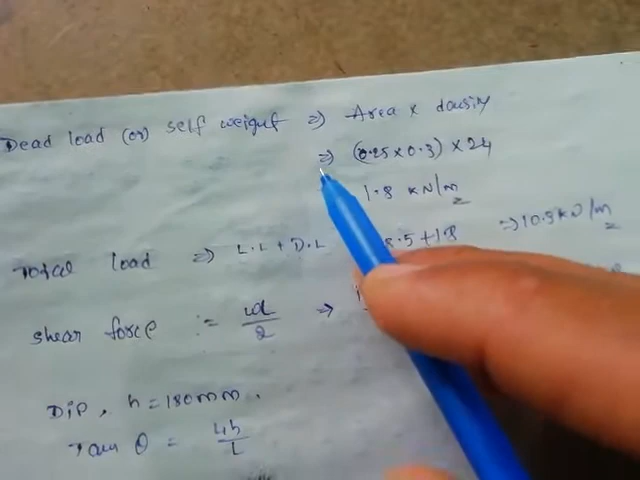 Dead load (or) self weight ⇒ Area x density
⇒ (0.25 x 0.3) x 24
1.8 kN/m
Total load ⇒ L.L + D.L 8.5 + 1.8 ⇒ 10.3 kN/m
shear force := wl/2 ⇒
Dip, h = 180mm.
Tan θ = 4h/L